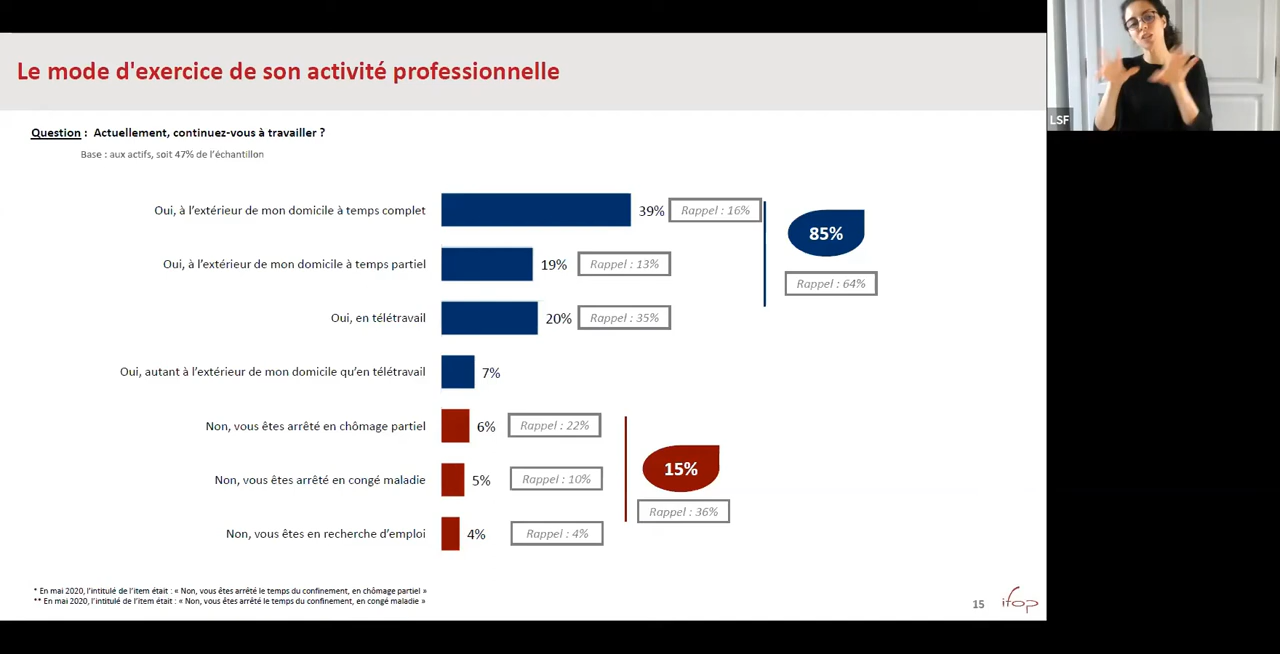 Le mode d'exercice de son activité professionnelle
LSF
Question : Actuellement, continuez-vous à travailler ?
Base : aux actifs, soit 47% de l'échantillon
Oui, à l'extérieur de mon domicile à temps complet 39% Rappel : 16%
85%
Oui, à l'extérieur de mon domicile à temps partiel 19% Rappel : 13%
Rappel : 64%
Oui, en télétravail 20% Rappel : 35%
Oui, autant à l'extérieur de mon domicile qu'en télétravail 7%
Non, vous êtes arrêté en chômage partiel 6% Rappel : 22%
15%
Non, vous êtes arrêté en congé maladie 5% Rappel : 10%
Rappel : 36%
Non, vous êtes en recherche d'emploi 4% Rappel : 4%
* En mai 2020, l'intitulé de l'item était : « Non, vous êtes arrêté le temps du confinement, en chômage partiel »
** En mai 2020, l'intitulé de l'item était : « Non, vous êtes arrêté le temps du confinement, en congé maladie »
15
ifop